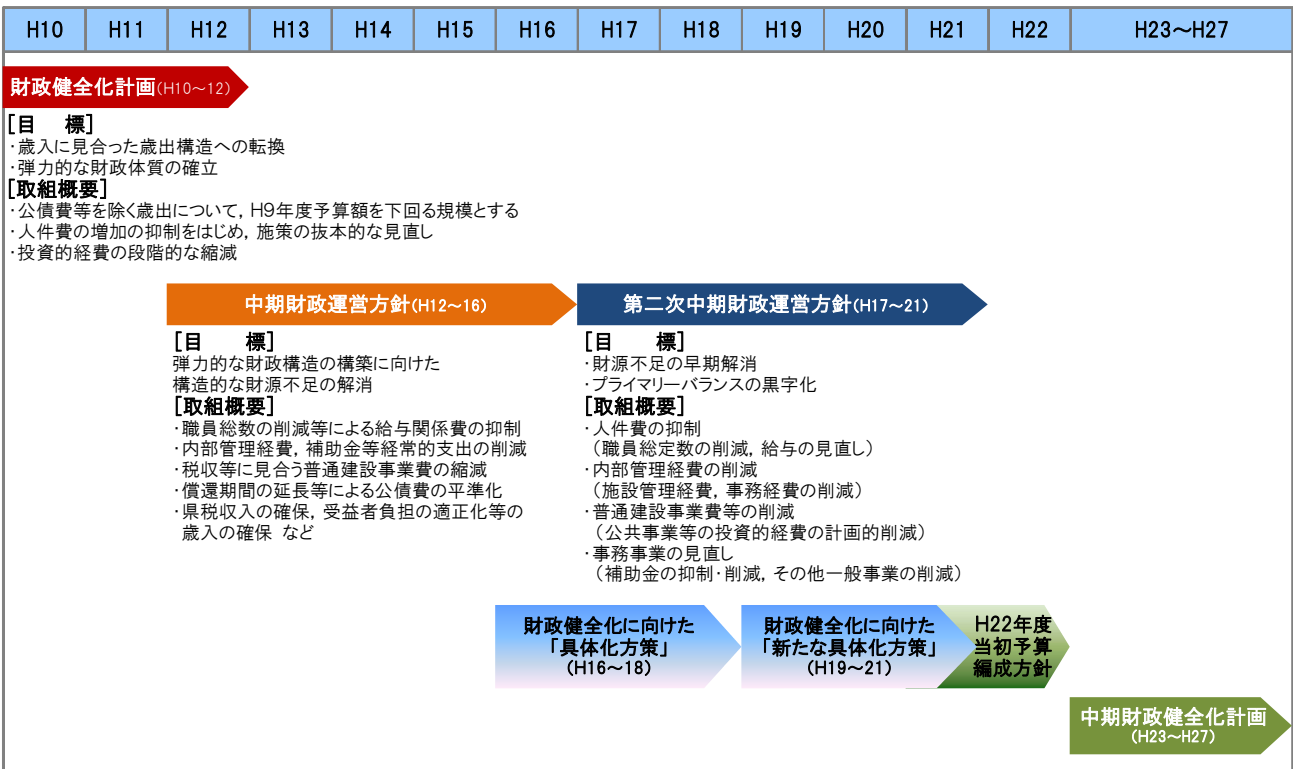 H10 H11 H12 H13 H14 H15 H16 H17 H18 H19 H20 H21 H22 H23～H27
財政健全化計画(H10～12)
[目　標]
・歳入に見合った歳出構造への転換
・弾力的な財政体質の確立
[取組概要]
・公債費等を除く歳出について，H9年度予算額を下回る規模とする
・人件費の増加の抑制をはじめ，施策の抜本的な見直し
・投資的経費の段階的な縮減
中期財政運営方針(H12～16)
[目　標]
弾力的な財政構造の構築に向けた
構造的な財源不足の解消
[取組概要]
・職員総数の削減等による給与関係費の抑制
・内部管理経費，補助金等経常的支出の削減
・税収等に見合う普通建設事業費の縮減
・償還期間の延長等による公債費の平準化
・県税収入の確保，受益者負担の適正化等の
歳入の確保 など
第二次中期財政運営方針(H17～21)
[目　標]
・財源不足の早期解消
・プライマリーバランスの黒字化
[取組概要]
・人件費の抑制
（職員総定数の削減，給与の見直し）
・内部管理経費の削減
（施設管理経費，事務経費の削減）
・普通建設事業費等の削減
（公共事業等の投資的経費の計画的削減）
・事務事業の見直し
（補助金の抑制・削減，その他一般事業の削減）
財政健全化に向けた
「具体化方策」
(H16～18)
財政健全化に向けた
「新たな具体化方策」
(H19～21)
H22年度
当初予算
編成方針
中期財政健全化計画
(H23～H27)